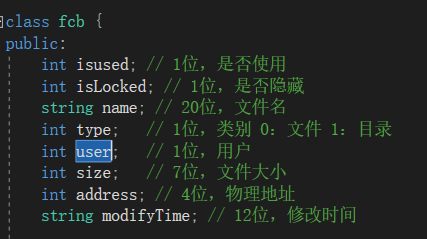 class fcb {
public:
int isused; // 1位，是否使用
int isLocked; // 1位，是否隐藏
string name; // 20位，文件名
int type; // 1位，类别 0：文件 1：目录
int user; // 1位，用户
int size; // 7位，文件大小
int address; // 4位，物理地址
string modifyTime; // 12位，修改时间